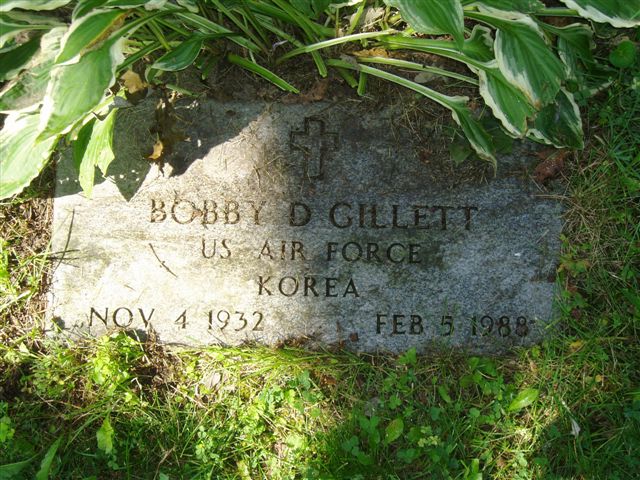 BOBBY D GILLETT
US AIR FORCE
KOREA
NOV 4 1932 FEB 5 1988